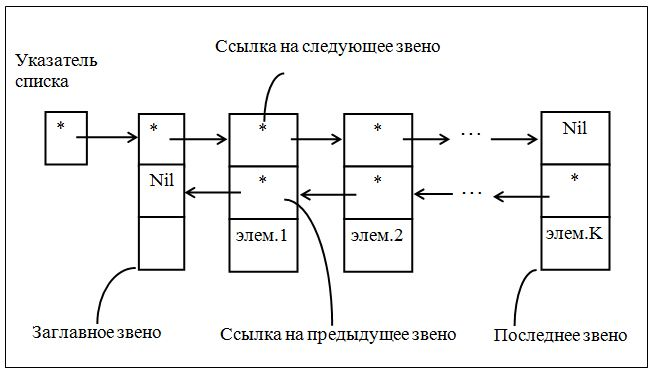 Ссылка на следующее звено
Указатель
списка
* * * * ... Nil
Nil * * ... *
элем.1 элем.2 элем.K
Заглавное звено Ссылка на предыдущее звено Последнее звено